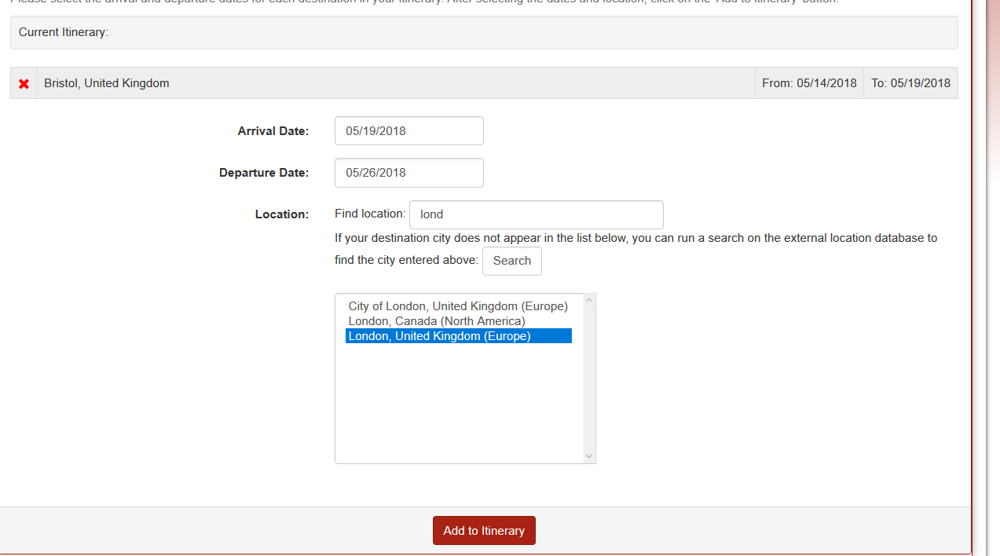 Please select the arrival and departure dates for each destination in your itinerary. After selecting the dates and location, click on the 'Add to Itinerary' button.
Current Itinerary:
Bristol, United Kingdom From: 05/14/2018 To: 05/19/2018
Arrival Date: 05/19/2018
Departure Date: 05/26/2018
Location: Find location: lond
If your destination city does not appear in the list below, you can run a search on the external location database to
find the city entered above: Search
City of London, United Kingdom (Europe)
London, Canada (North America)
London, United Kingdom (Europe)
Add to Itinerary